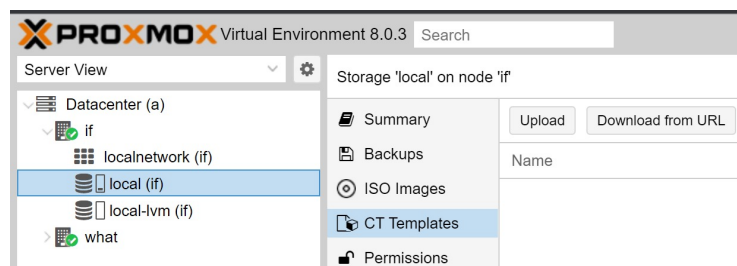 PROXMOX Virtual Environment 8.0.3 Search
Server View
Storage 'local' on node 'if'
Datacenter (a)
if
localnetwork (if)
local (if)
local-lvm (if)
what
Summary
Backups
ISO Images
CT Templates
Permissions
Upload Download from URL
Name